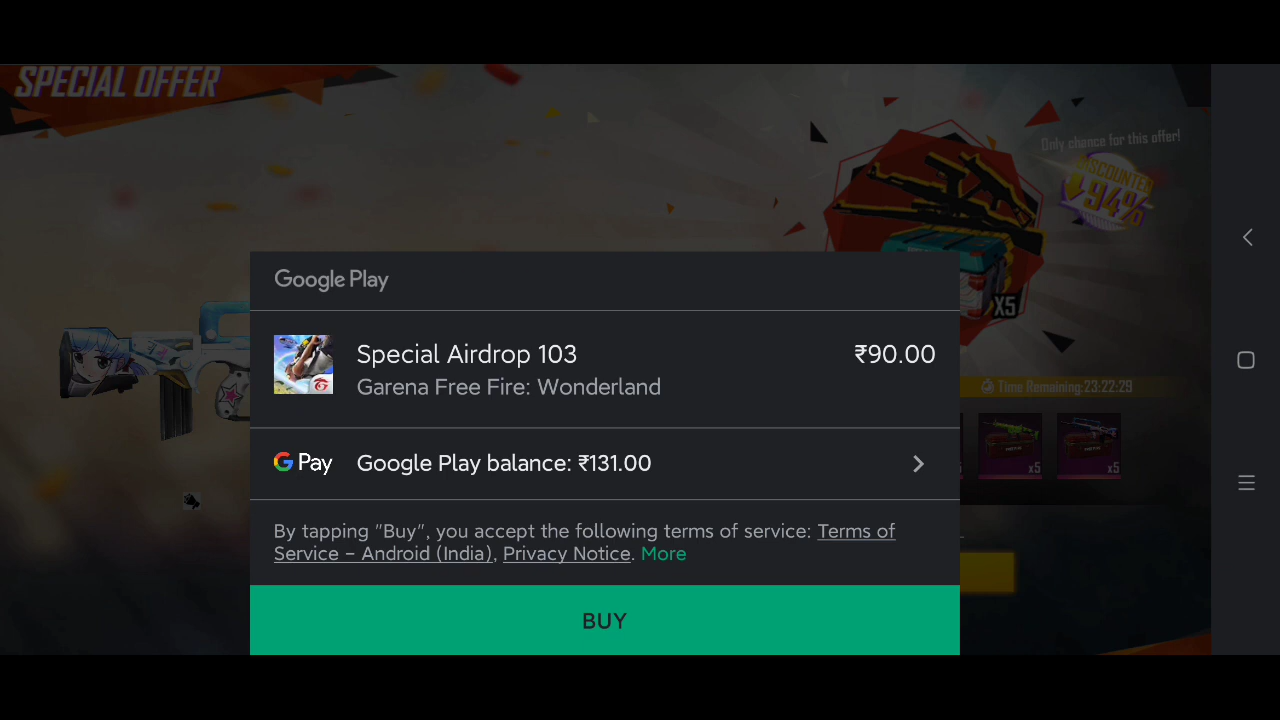 SPECIAL OFFER
Only chance for this offer!
DISCOUNTED
94%
X5
Time Remaining:23:22:29
x5
x5
Google Play
Special Airdrop 103
₹90.00
Garena Free Fire: Wonderland
G Pay
Google Play balance: ₹131.00
By tapping "Buy", you accept the following terms of service: Terms of
Service – Android (India), Privacy Notice. More
BUY